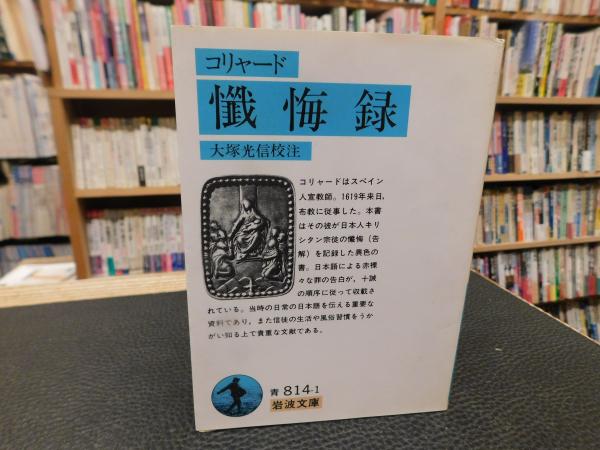 コリャード
懺悔録
大塚光信校注
コリャードはスペイン
人宣教師。1619年来日,
布教に従事した。本書
はその彼が日本人キリ
シタン宗徒の懺悔(告
解)を記録した異色の
書。日本語による赤裸
々な罪の告白が,十誡
の順序に従って収載さ
れている。当時の日常の日本語を伝える重要な
資料であり,また信徒の生活や風俗習慣をうか
がい知る上で貴重な文献である。
青 814-1
岩波文庫